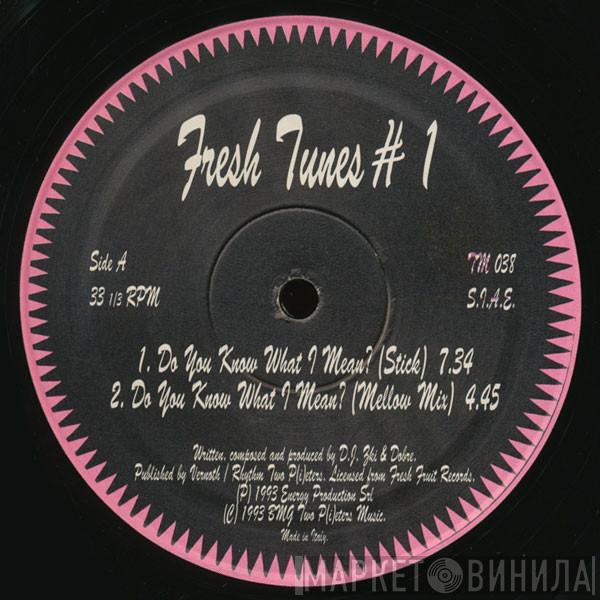 Fresh Tunes # 1
Side A
TM 038
33 1/3 RPM
S.I.A.E.
1. Do You Know What I Mean? (Stick) 7.34
2. Do You Know What I Mean? (Mellow Mix) 4.45
Written, composed and produced by D.J. Zki & Dobre.
Published by Vernoth / Rhythm Two P(i)eters. Licensed from Fresh Fruit Records.
(P) 1993 Energy Production Srl
(C) 1993 BMG Two P(i)eters Music.
Made in Italy.
МАРКЕТ ВИНИЛА